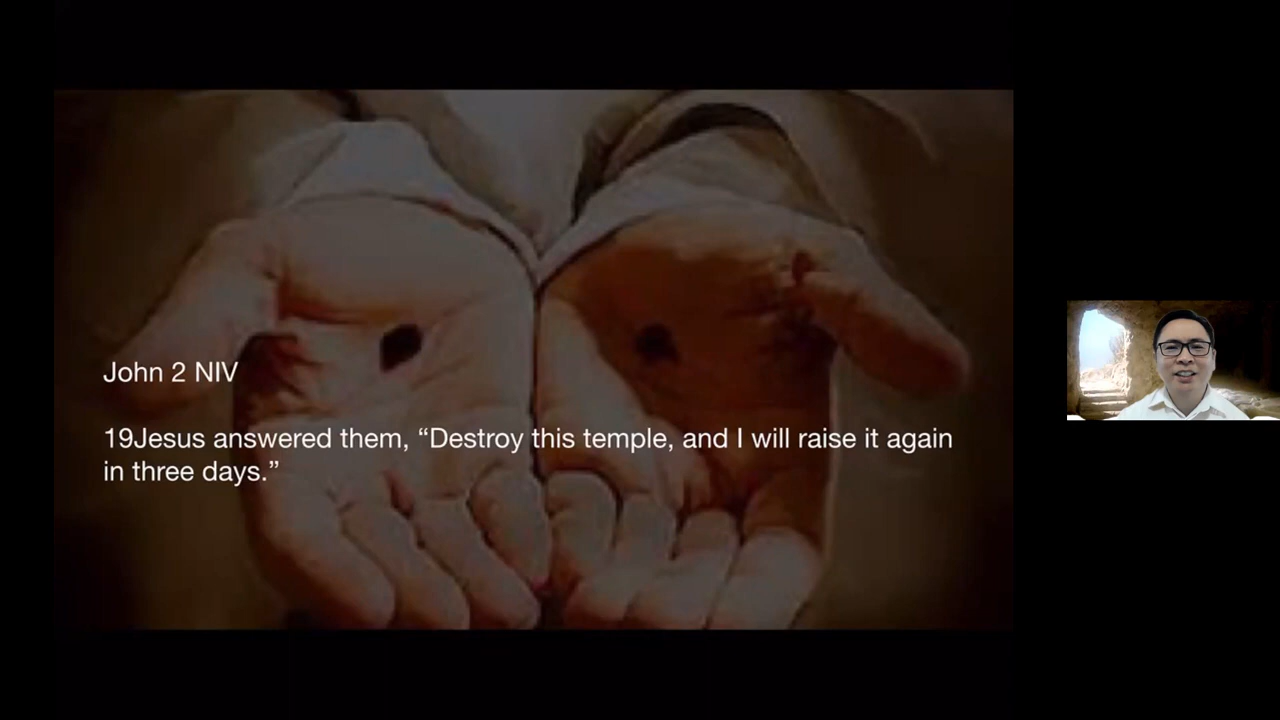 John 2 NIV
19Jesus answered them, “Destroy this temple, and I will raise it again
in three days.”